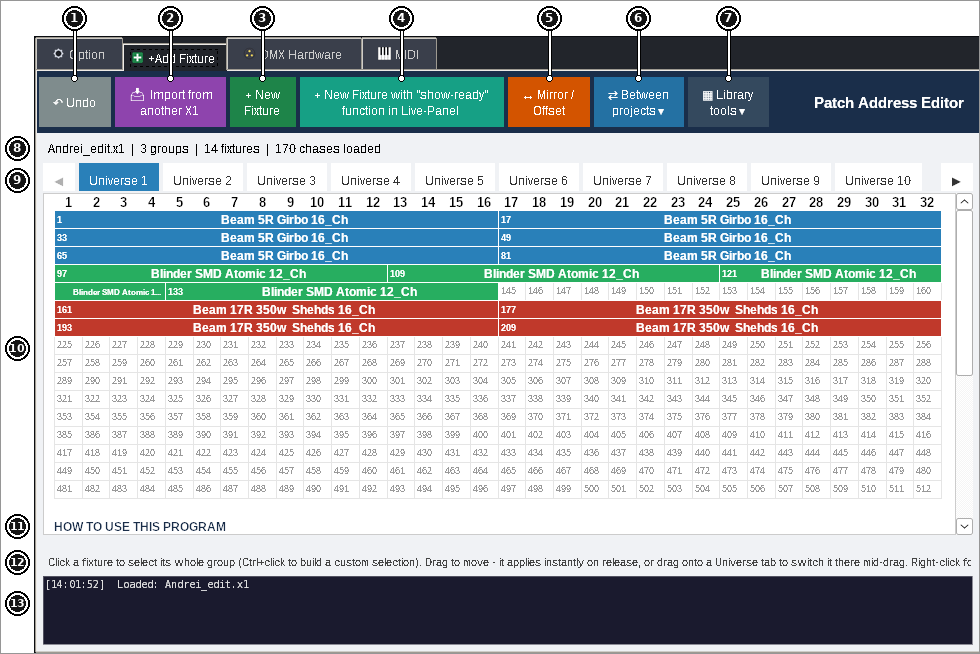 1 2 3 4 5 6 7
Option +Add Fixture DMX Hardware MIDI
↶ Undo
Import from another X1
+ New Fixture
+ New Fixture with "show-ready" function in Live-Panel
↔ Mirror / Offset
⇄ Between projects ▾
▦ Library tools ▾
Patch Address Editor
8 Andrei_edit.x1 | 3 groups | 14 fixtures | 170 chases loaded
9 ◀ Universe 1 Universe 2 Universe 3 Universe 4 Universe 5 Universe 6 Universe 7 Universe 8 Universe 9 Universe 10 ▶
1 2 3 4 5 6 7 8 9 10 11 12 13 14 15 16 17 18 19 20 21 22 23 24 25 26 27 28 29 30 31 32
1 Beam 5R Girbo 16_Ch 17 Beam 5R Girbo 16_Ch
33 Beam 5R Girbo 16_Ch 49 Beam 5R Girbo 16_Ch
65 Beam 5R Girbo 16_Ch 81 Beam 5R Girbo 16_Ch
97 Blinder SMD Atomic 12_Ch 109 Blinder SMD Atomic 12_Ch 121 Blinder SMD Atomic 12_Ch
Blinder SMD Atomic 1... 133 Blinder SMD Atomic 12_Ch 145 146 147 148 149 150 151 152 153 154 155 156 157 158 159 160
161 Beam 17R 350w Shehds 16_Ch 177 Beam 17R 350w Shehds 16_Ch
193 Beam 17R 350w Shehds 16_Ch 209 Beam 17R 350w Shehds 16_Ch
10 225 226 227 228 229 230 231 232 233 234 235 236 237 238 239 240 241 242 243 244 245 246 247 248 249 250 251 252 253 254 255 256
257 258 259 260 261 262 263 264 265 266 267 268 269 270 271 272 273 274 275 276 277 278 279 280 281 282 283 284 285 286 287 288
289 290 291 292 293 294 295 296 297 298 299 300 301 302 303 304 305 306 307 308 309 310 311 312 313 314 315 316 317 318 319 320
321 322 323 324 325 326 327 328 329 330 331 332 333 334 335 336 337 338 339 340 341 342 343 344 345 346 347 348 349 350 351 352
353 354 355 356 357 358 359 360 361 362 363 364 365 366 367 368 369 370 371 372 373 374 375 376 377 378 379 380 381 382 383 384
385 386 387 388 389 390 391 392 393 394 395 396 397 398 399 400 401 402 403 404 405 406 407 408 409 410 411 412 413 414 415 416
417 418 419 420 421 422 423 424 425 426 427 428 429 430 431 432 433 434 435 436 437 438 439 440 441 442 443 444 445 446 447 448
449 450 451 452 453 454 455 456 457 458 459 460 461 462 463 464 465 466 467 468 469 470 471 472 473 474 475 476 477 478 479 480
481 482 483 484 485 486 487 488 489 490 491 492 493 494 495 496 497 498 499 500 501 502 503 504 505 506 507 508 509 510 511 512
11 HOW TO USE THIS PROGRAM
12 Click a fixture to select its whole group (Ctrl+click to build a custom selection). Drag to move - it applies instantly on release, or drag onto a Universe tab to switch it there mid-drag. Right-click
[14:01:52] Loaded: Andrei_edit.x1
13